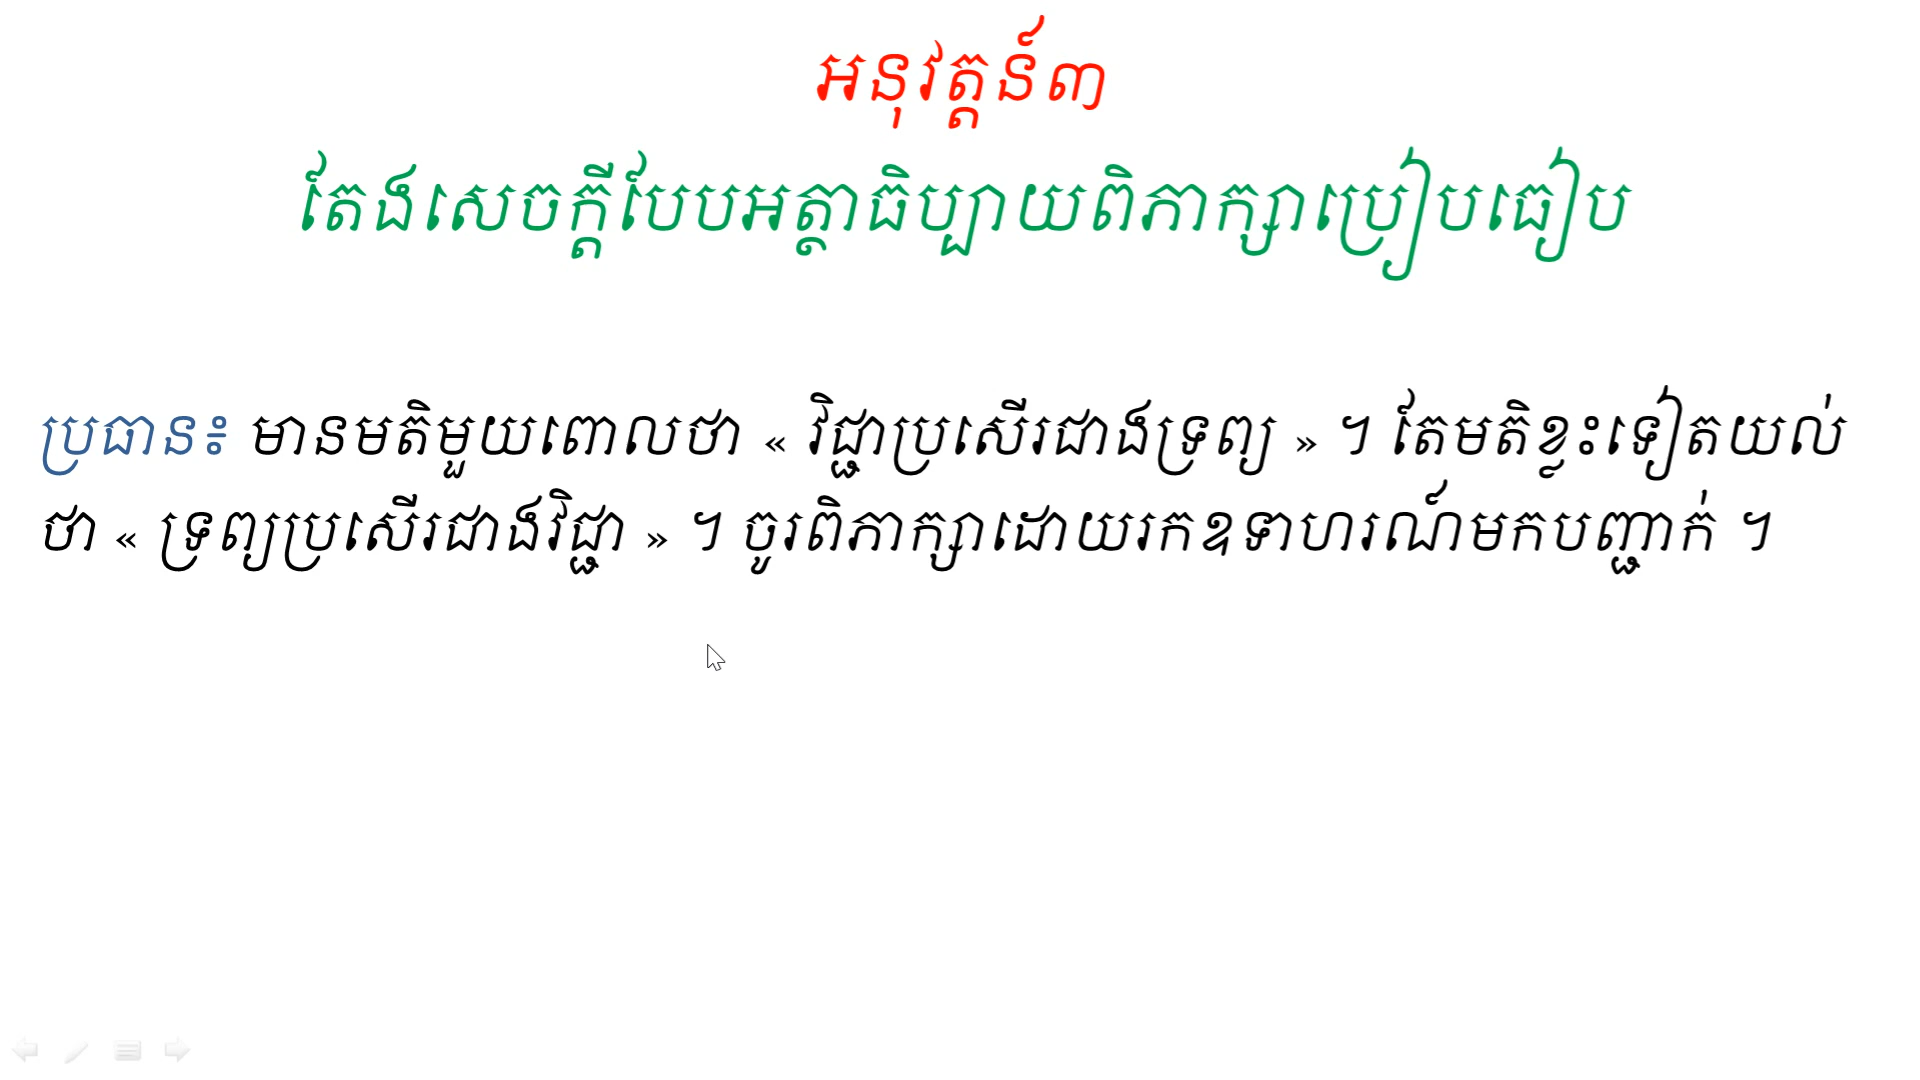 អនុវត្តន៍៣
តែងសេចក្ដីបែបអត្ថាធិប្បាយពិភាក្សាប្រៀបធៀប
ប្រធាន៖ មានមតិមួយពោលថា « វិជ្ជាប្រសើរជាងទ្រព្យ » ។ តែមតិខ្លះទៀតយល់
ថា « ទ្រព្យប្រសើរជាងវិជ្ជា » ។ ចូរពិភាក្សាដោយរកឧទាហរណ៍មកបញ្ជាក់ ។